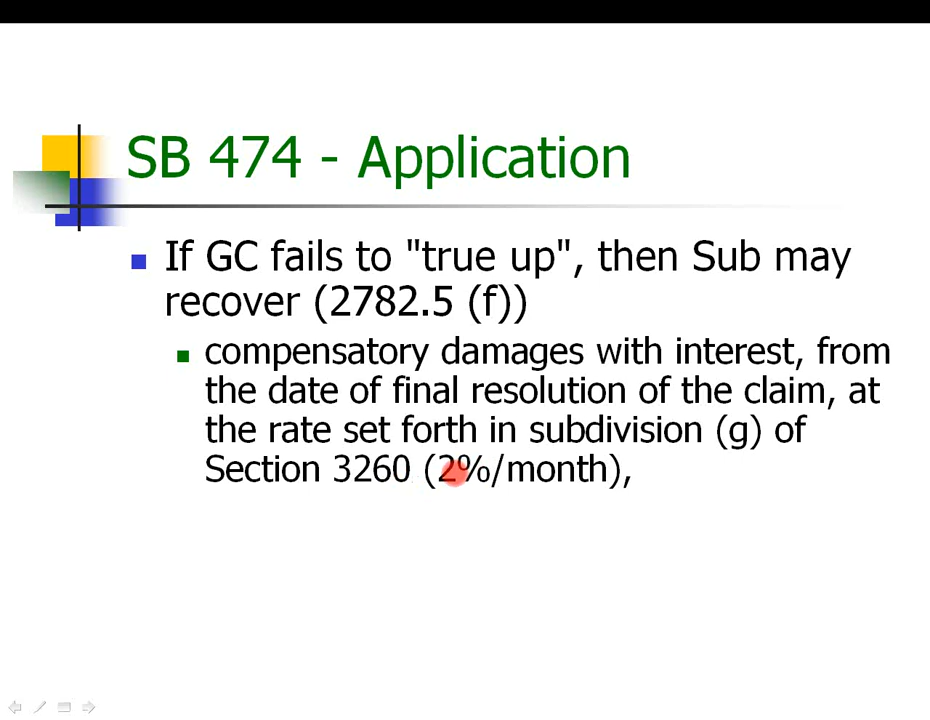 SB 474 - Application
If GC fails to "true up", then Sub may
recover (2782.5 (f))
compensatory damages with interest, from
the date of final resolution of the claim, at
the rate set forth in subdivision (g) of
Section 3260 (2%/month),